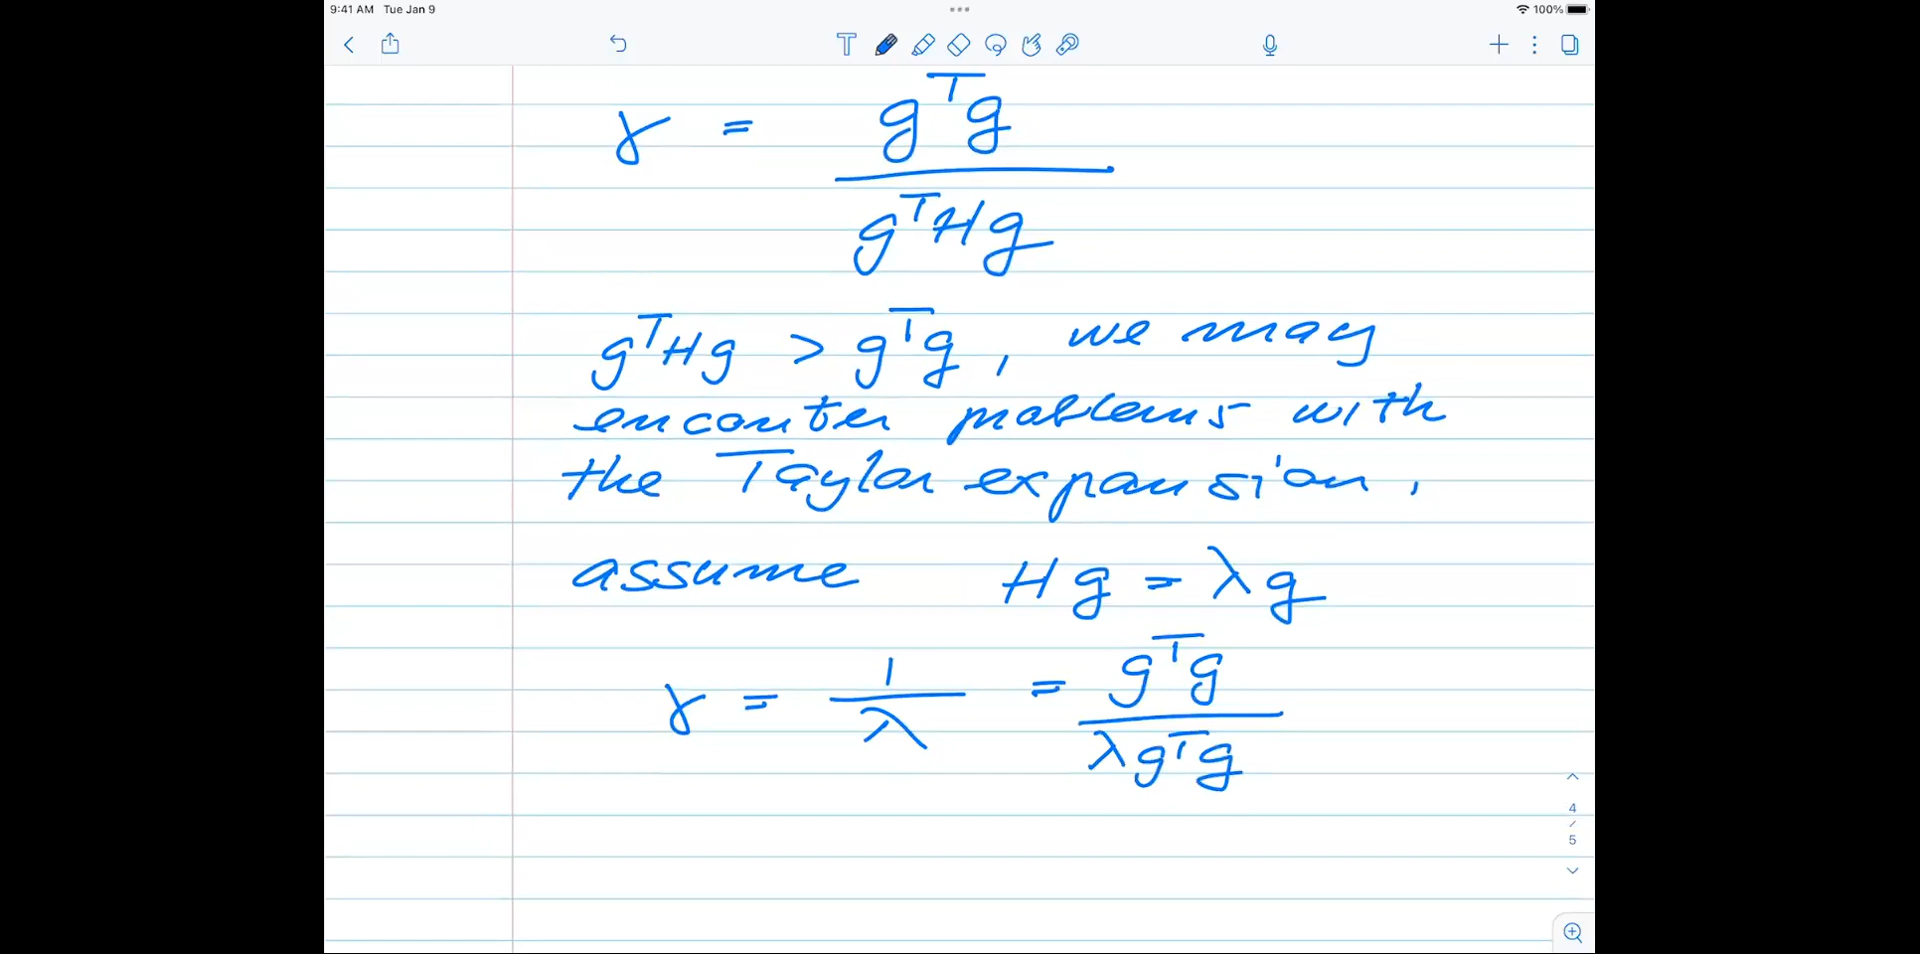 9:41 AM Tue Jan 9
100%
γ = gᵀg / gᵀHg
gᵀHg > gᵀg, we may
encouter problems with
the Taylor expansion.
assume Hg = λg
γ = 1/λ = gᵀg / λgᵀg
4
/
5